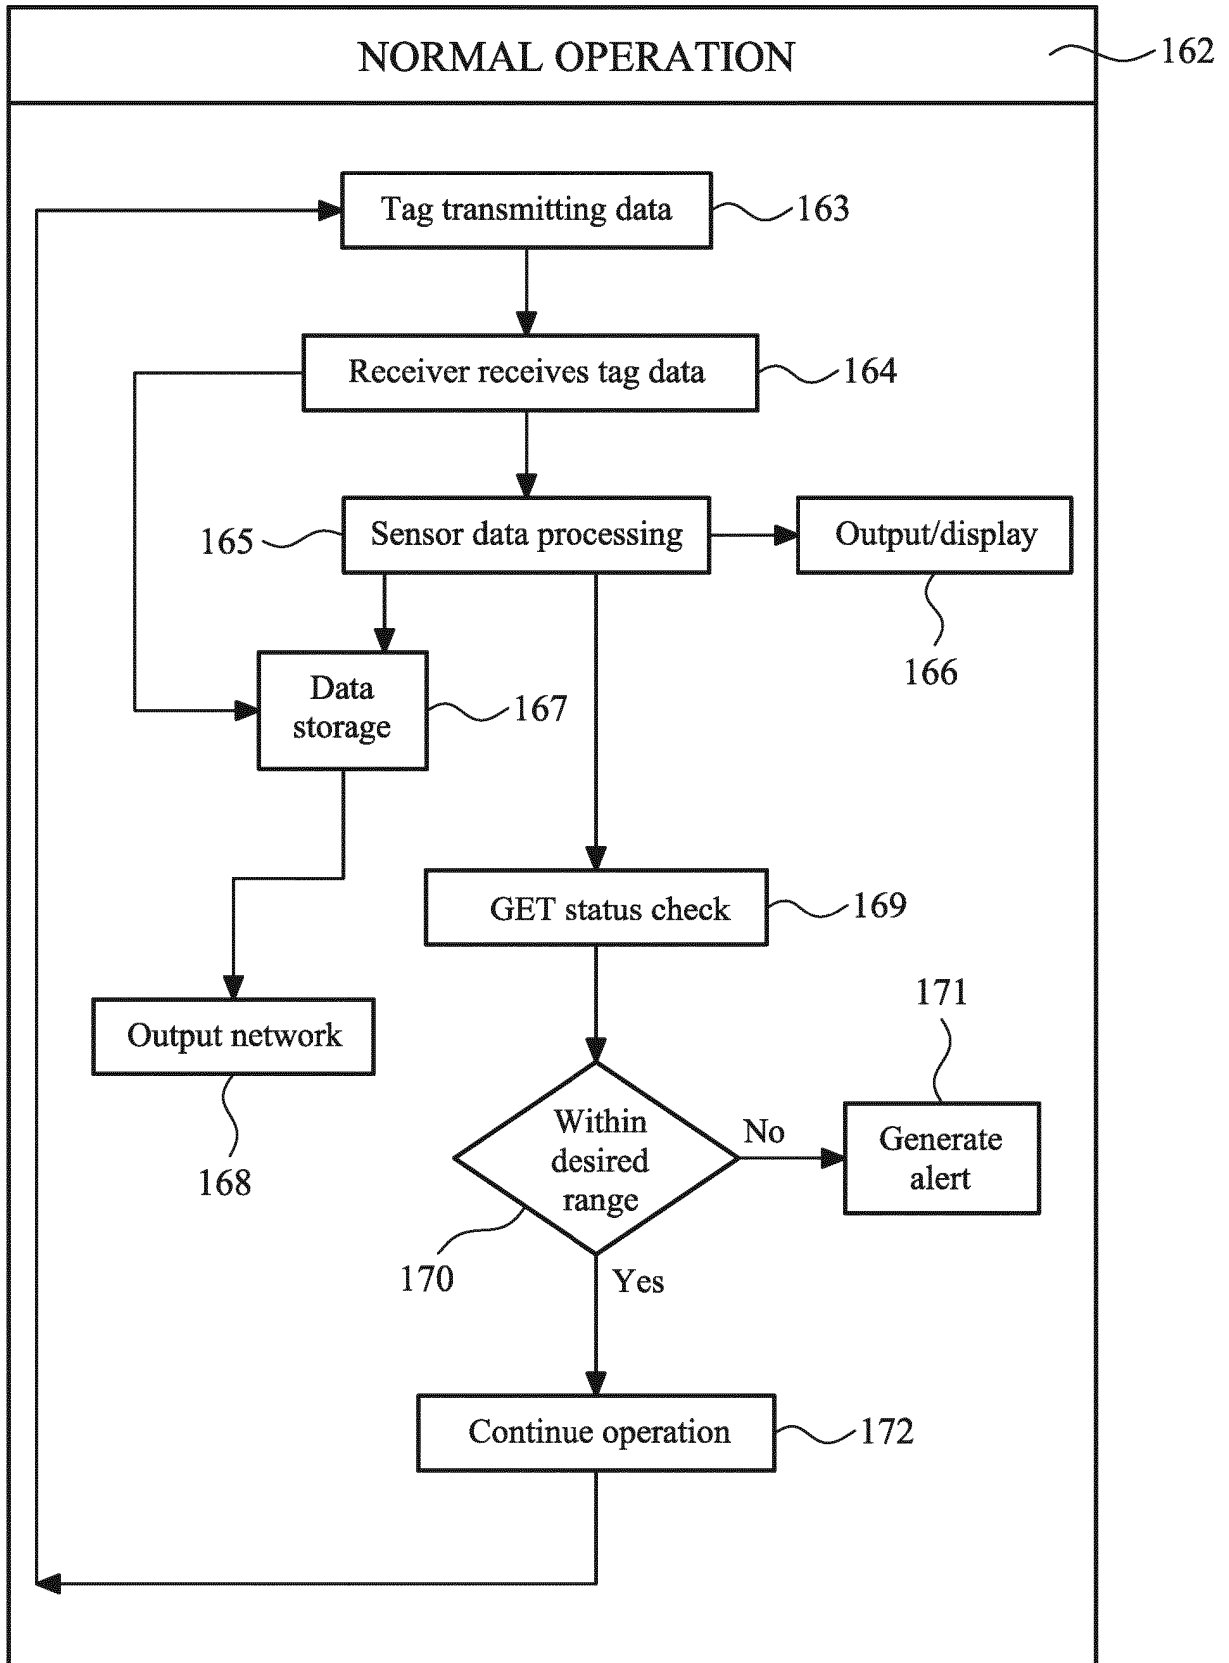 NORMAL OPERATION
162
Tag transmitting data
163
Receiver receives tag data
164
165
Sensor data processing
Output/display
166
Data
storage
167
GET status check
169
Output network
168
171
Within
desired
range
No
Generate
alert
170
Yes
Continue operation
172